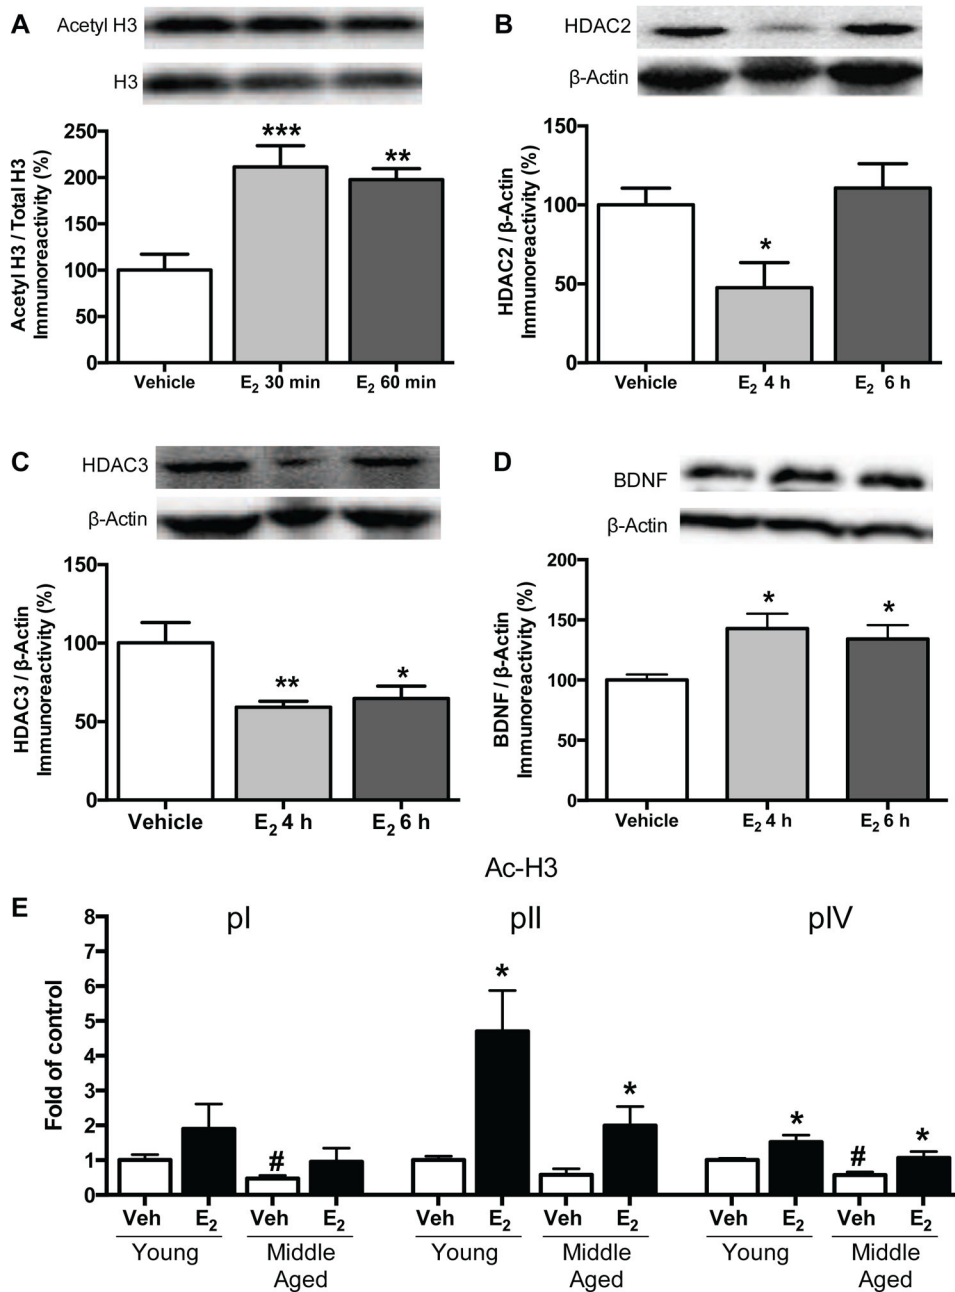 A
Acetyl H3
H3
Acetyl H3 / Total H3
Immunoreactivity (%)
250
200
150
100
50
0
***
**
Vehicle
E2 30 min
E2 60 min
B
HDAC2
β-Actin
HDAC2 / β-Actin
Immunoreactivity (%)
150
100
50
0
*
Vehicle
E2 4 h
E2 6 h
C
HDAC3
β-Actin
HDAC3 / β-Actin
Immunoreactivity (%)
150
100
50
0
**
*
Vehicle
E2 4 h
E2 6 h
D
BDNF
β-Actin
BDNF / β-Actin
Immunoreactivity (%)
200
150
100
50
0
*
*
Vehicle
E2 4 h
E2 6 h
Ac-H3
E
pI
pII
pIV
Fold of control
8
7
6
5
4
3
2
1
0
#
*
*
*
#
*
Veh E2 Veh E2 Veh E2 Veh E2 Veh E2 Veh E2
Young Middle Young Middle Young Middle
Aged Aged Aged